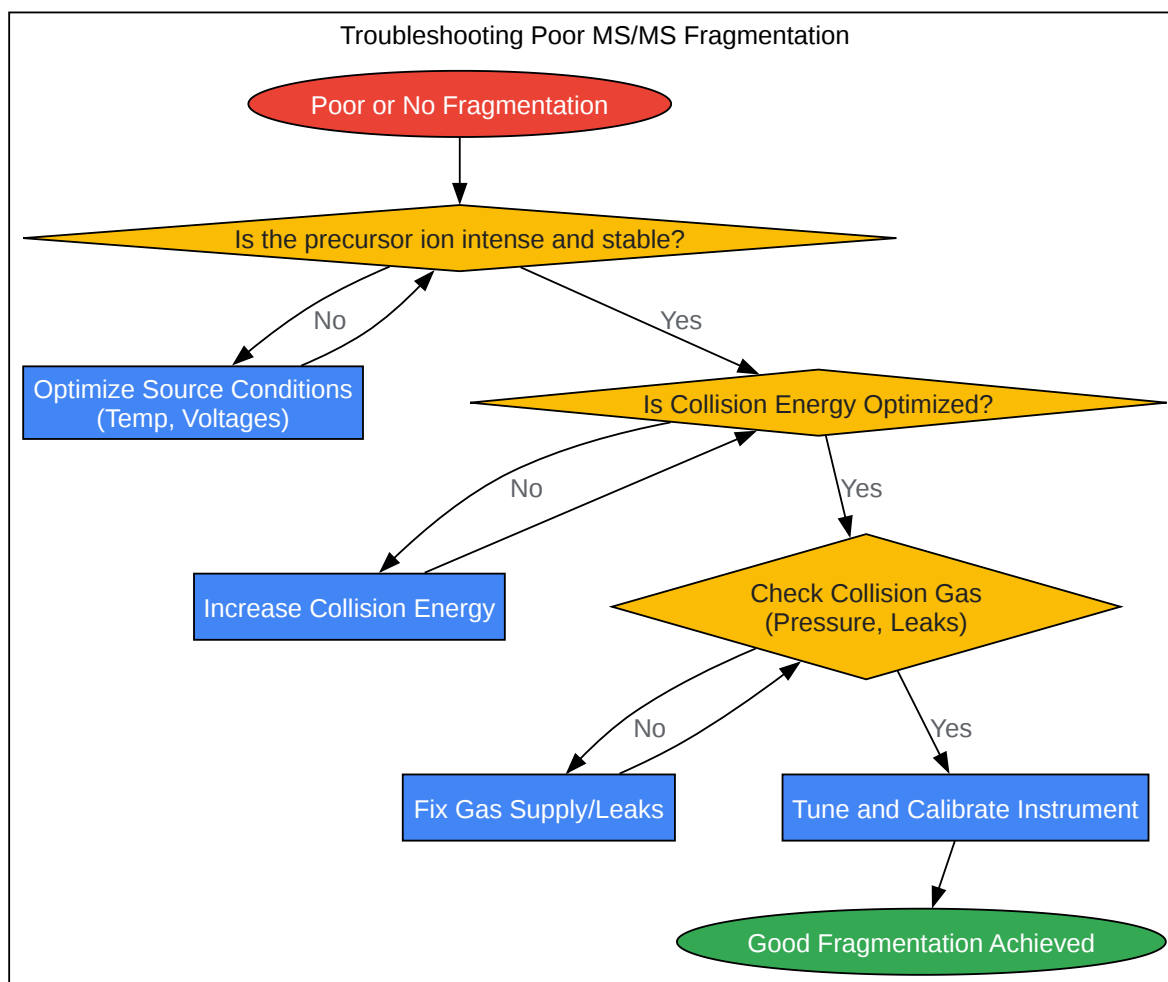 Troubleshooting Poor MS/MS Fragmentation
Poor or No Fragmentation
Is the precursor ion intense and stable?
No
Yes
Optimize Source Conditions
(Temp, Voltages)
Is Collision Energy Optimized?
No
Yes
Increase Collision Energy
Check Collision Gas
(Pressure, Leaks)
No
Yes
Fix Gas Supply/Leaks
Tune and Calibrate Instrument
Good Fragmentation Achieved